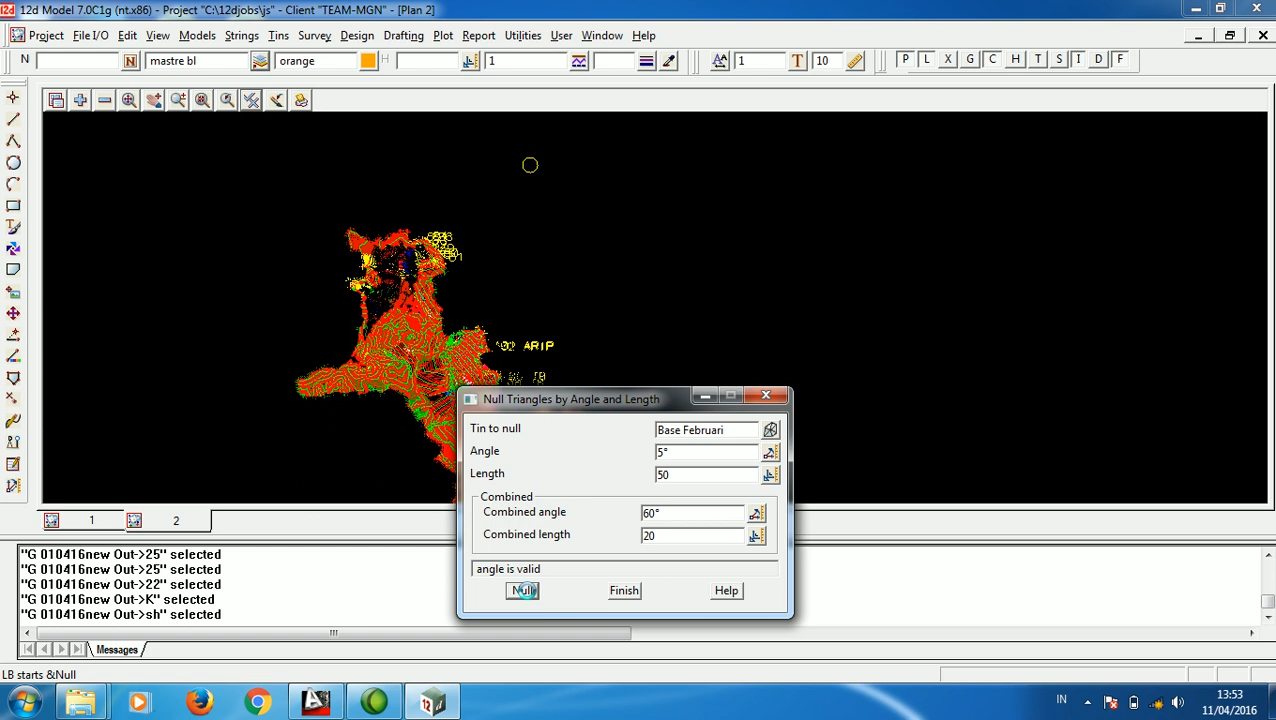 12d Model 7.0C1g (nt.x86) - Project "C:\12djobs\js" - Client "TEAM-MGN" - [Plan 2]
Project File I/O Edit View Models Strings Tins Survey Design Drafting Plot Report Utilities User Window Help
N mastre bl orange H 1 1 T 10 P L X G C H T S I D F
ARIP
Null Triangles by Angle and Length
Tin to null Base Februari
Angle 5°
Length 50
Combined
Combined angle 60°
Combined length 20
angle is valid
Null Finish Help
1 2
"G 010416new Out->25" selected
"G 010416new Out->25" selected
"G 010416new Out->22" selected
"G 010416new Out->K" selected
"G 010416new Out->sh" selected
Messages
LB starts &Null
IN
13:53
11/04/2016